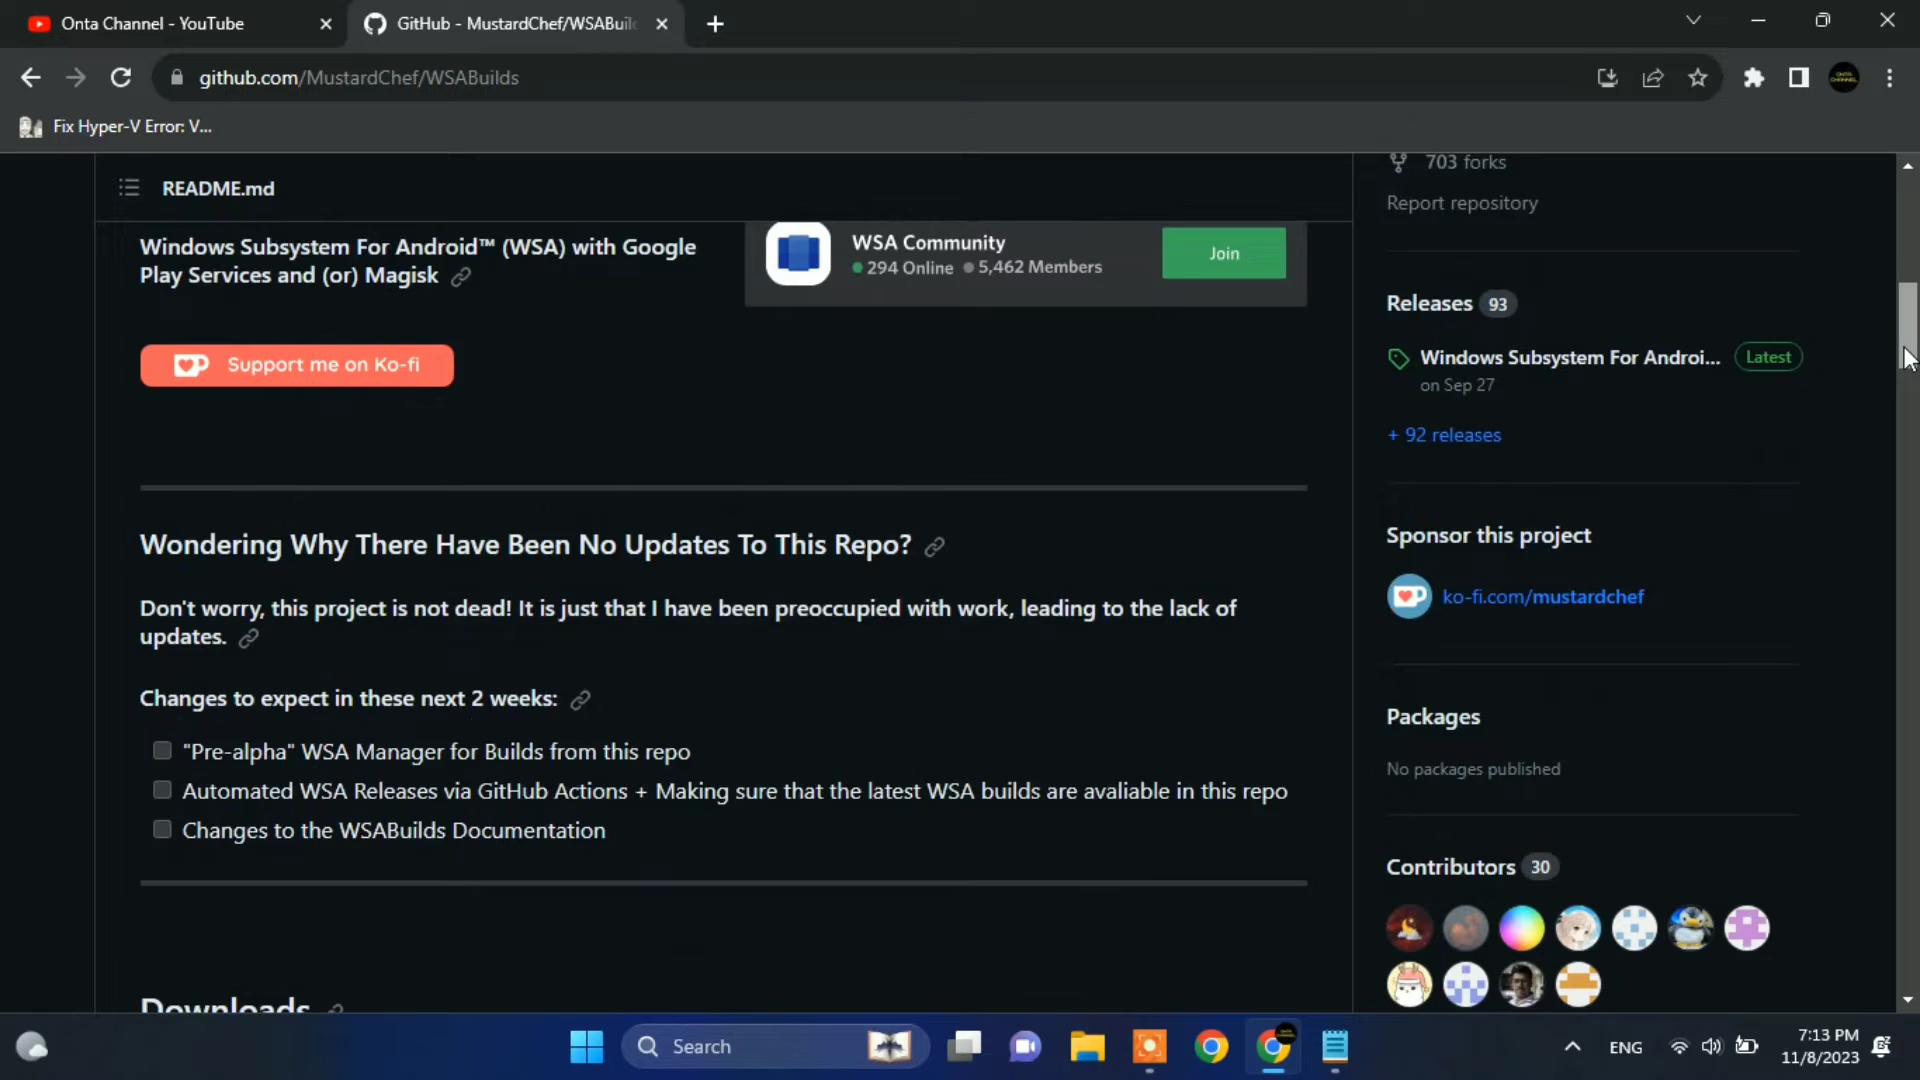 Onta Channel - YouTube
GitHub - MustardChef/WSABuil
github.com/MustardChef/WSABuilds
Fix Hyper-V Error: V...
README.md
Windows Subsystem For Android™ (WSA) with Google
Play Services and (or) Magisk
WSA Community
294 Online 5,462 Members
Join
Support me on Ko-fi
Wondering Why There Have Been No Updates To This Repo?
Don't worry, this project is not dead! It is just that I have been preoccupied with work, leading to the lack of
updates.
Changes to expect in these next 2 weeks:
"Pre-alpha" WSA Manager for Builds from this repo
Automated WSA Releases via GitHub Actions + Making sure that the latest WSA builds are avaliable in this repo
Changes to the WSABuilds Documentation
Downloads
703 forks
Report repository
Releases 93
Windows Subsystem For Androi... Latest
on Sep 27
+ 92 releases
Sponsor this project
ko-fi.com/mustardchef
Packages
No packages published
Contributors 30
Search
ENG
7:13 PM
11/8/2023